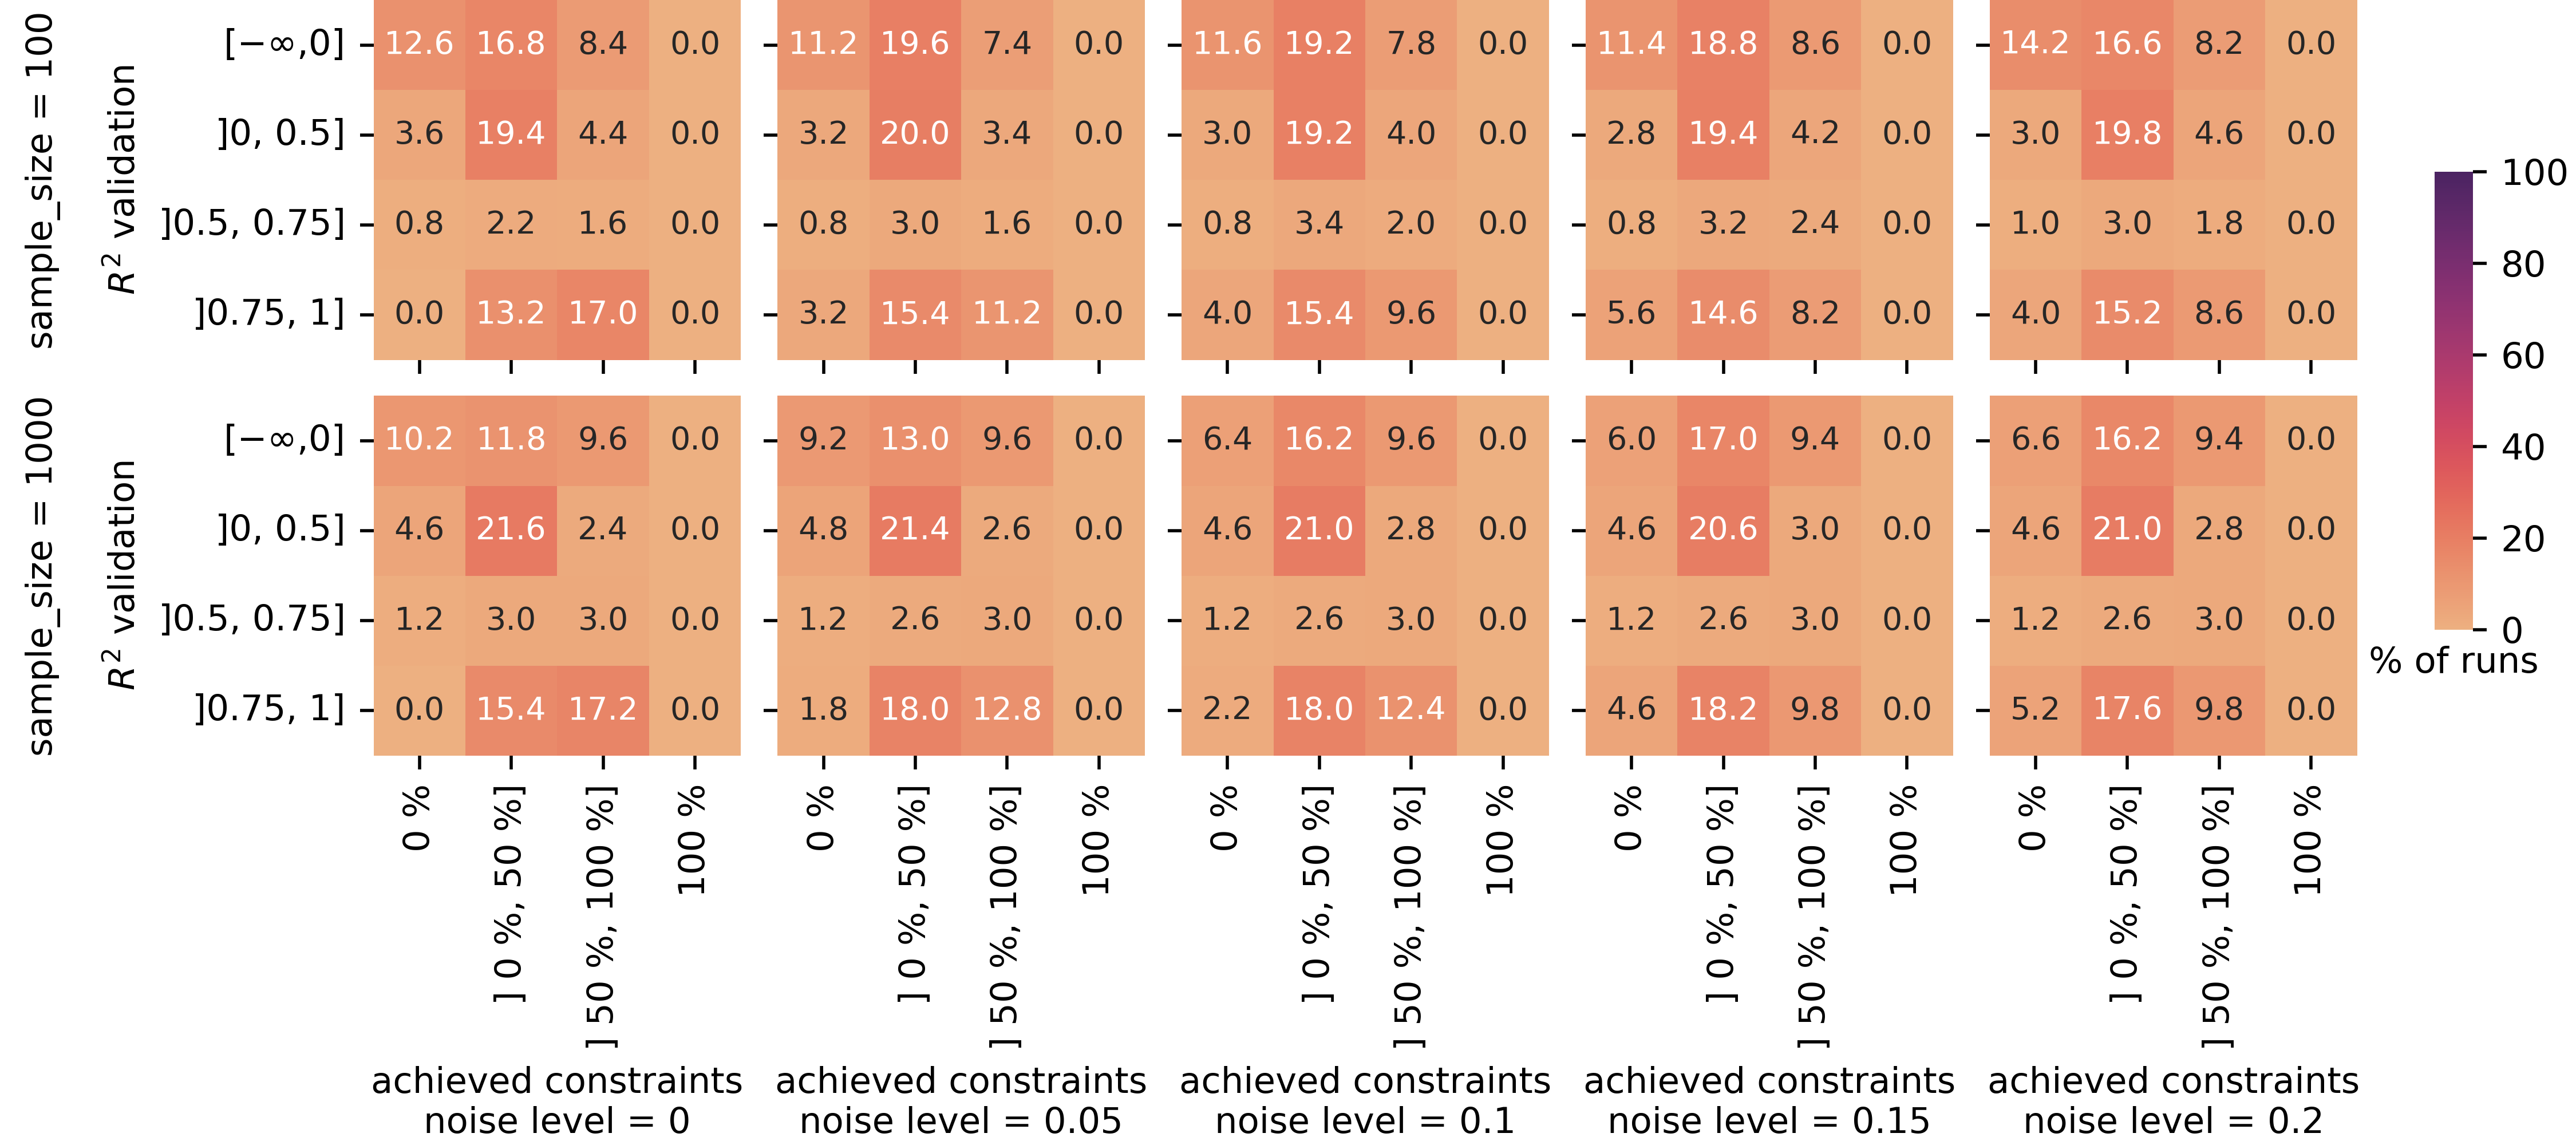 sample_size = 100
R² validation
[−∞,0] 12.6 16.8 8.4 0.0 11.2 19.6 7.4 0.0 11.6 19.2 7.8 0.0 11.4 18.8 8.6 0.0 14.2 16.6 8.2 0.0
]0, 0.5] 3.6 19.4 4.4 0.0 3.2 20.0 3.4 0.0 3.0 19.2 4.0 0.0 2.8 19.4 4.2 0.0 3.0 19.8 4.6 0.0
]0.5, 0.75] 0.8 2.2 1.6 0.0 0.8 3.0 1.6 0.0 0.8 3.4 2.0 0.0 0.8 3.2 2.4 0.0 1.0 3.0 1.8 0.0
]0.75, 1] 0.0 13.2 17.0 0.0 3.2 15.4 11.2 0.0 4.0 15.4 9.6 0.0 5.6 14.6 8.2 0.0 4.0 15.2 8.6 0.0
sample_size = 1000
R² validation
[−∞,0] 10.2 11.8 9.6 0.0 9.2 13.0 9.6 0.0 6.4 16.2 9.6 0.0 6.0 17.0 9.4 0.0 6.6 16.2 9.4 0.0
]0, 0.5] 4.6 21.6 2.4 0.0 4.8 21.4 2.6 0.0 4.6 21.0 2.8 0.0 4.6 20.6 3.0 0.0 4.6 21.0 2.8 0.0
]0.5, 0.75] 1.2 3.0 3.0 0.0 1.2 2.6 3.0 0.0 1.2 2.6 3.0 0.0 1.2 2.6 3.0 0.0 1.2 2.6 3.0 0.0
]0.75, 1] 0.0 15.4 17.2 0.0 1.8 18.0 12.8 0.0 2.2 18.0 12.4 0.0 4.6 18.2 9.8 0.0 5.2 17.6 9.8 0.0
0 % ] 0 %, 50 %] ] 50 %, 100 %] 100 % 0 % ] 0 %, 50 %] ] 50 %, 100 %] 100 % 0 % ] 0 %, 50 %] ] 50 %, 100 %] 100 % 0 % ] 0 %, 50 %] ] 50 %, 100 %] 100 % 0 % ] 0 %, 50 %] ] 50 %, 100 %] 100 %
achieved constraints achieved constraints achieved constraints achieved constraints achieved constraints
noise level = 0 noise level = 0.05 noise level = 0.1 noise level = 0.15 noise level = 0.2
100
80
60
40
20
0
% of runs